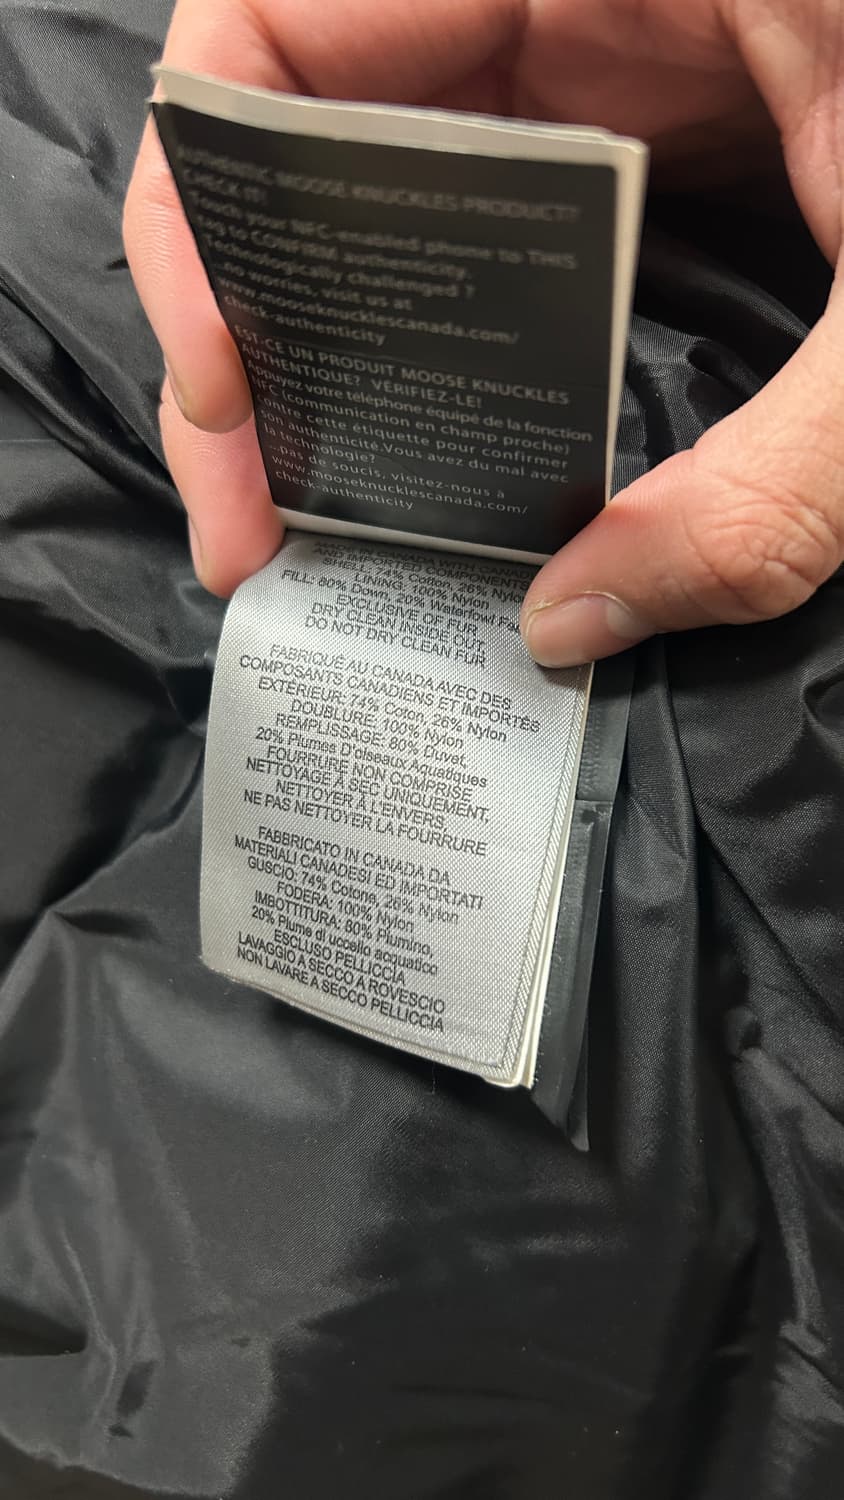 AUTHENTIC MOOSE KNUCKLES PRODUCT?
CHECK IT!
Touch your NFC-enabled phone to THIS
tag to CONFIRM authenticity.
Technologically challenged ?
...no worries, visit us at
www.mooseknucklescanada.com/
check-authenticity
EST-CE UN PRODUIT MOOSE KNUCKLES
AUTHENTIQUE? VÉRIFIEZ-LE!
Appuyez votre téléphone équipé de la fonction
NFC (communication en champ proche)
contre cette étiquette pour confirmer
son authenticité.Vous avez du mal avec
la technologie?
...pas de soucis, visitez-nous à
www.mooseknucklescanada.com/
check-authenticity
MADE IN CANADA WITH
AND IMPORTED COMPONENTS
SHELL: 74% Cotton, 26% Nylon
LINING: 100% Nylon
FILL: 80% Down, 20% Waterfowl
EXCLUSIVE OF FUR
DRY CLEAN INSIDE OUT,
DO NOT DRY CLEAN FUR
FABRIQUÉ AU CANADA AVEC DES
COMPOSANTS CANADIENS ET IMPORTÉS
EXTÉRIEUR: 74% Coton, 26% Nylon
DOUBLURE: 100% Nylon
REMPLISSAGE: 80% Duvet,
20% Plumes D'oiseaux Aquatiques
FOURRURE NON COMPRISE
NETTOYAGE À SEC UNIQUEMENT,
NETTOYER À L'ENVERS,
NE PAS NETTOYER LA FOURRURE
FABBRICATO IN CANADA DA
MATERIALI CANADESI ED IMPORTATI
GUSCIO: 74% Cotone, 26% Nylon
FODERA: 100% Nylon
IMBOTTITURA: 80% Piumino,
20% Piume di uccello acquatico
ESCLUSO PELLICCIA
LAVAGGIO A SECCO A ROVESCIO
NON LAVARE A SECCO PELLICCIA